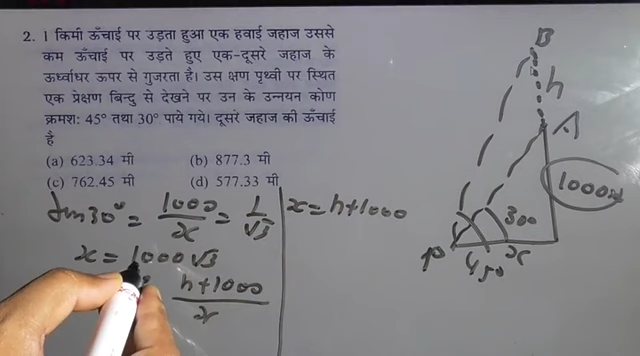 2. 1 किमी ऊँचाई पर उड़ता हुआ एक हवाई जहाज उससे
कम ऊँचाई पर उड़ते हुए एक-दूसरे जहाज के
ऊर्ध्वाधर ऊपर से गुजरता है। उस क्षण पृथ्वी पर स्थित
एक प्रेक्षण बिन्दु से देखने पर उन के उन्नयन कोण
क्रमश: 45° तथा 30° पाये गये। दूसरे जहाज की ऊँचाई
है
(a) 623.34 मी (b) 877.3 मी
(c) 762.45 मी (d) 577.33 मी
tan30° = 1000/x = 1/√3
x = 1000√3
h+1000/x
x = h+1000
B
h
A
1000
30°
P 45° x